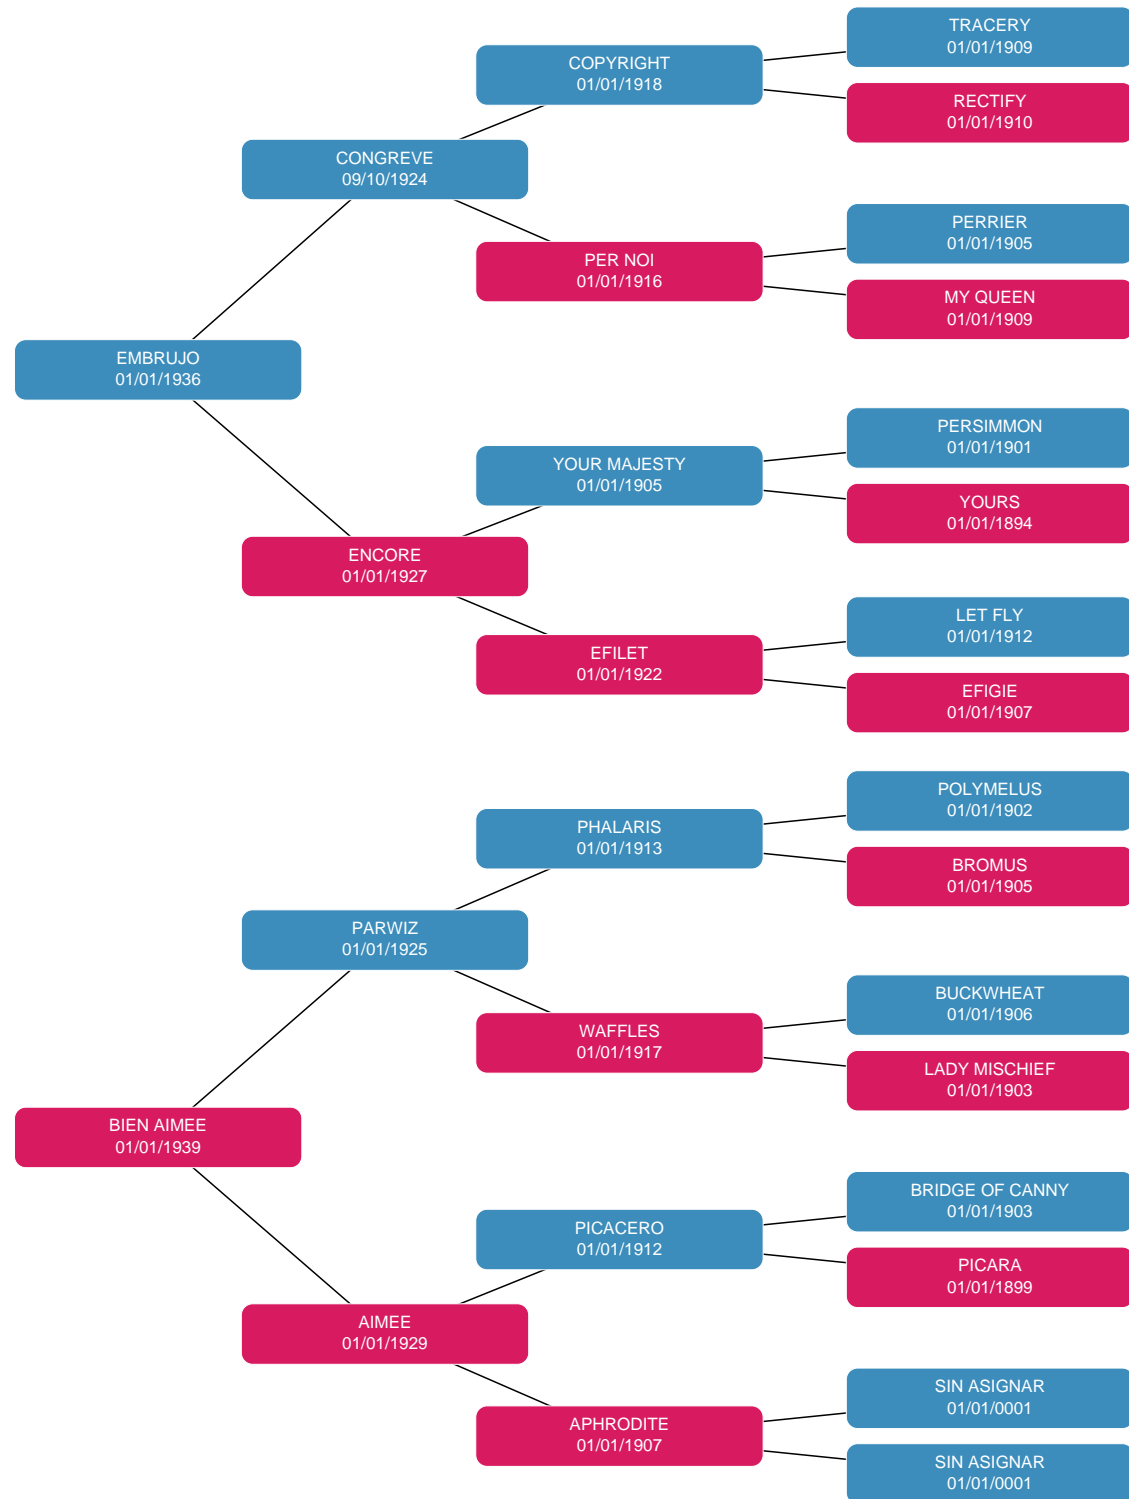 TRACERY
01/01/1909
COPYRIGHT
01/01/1918
RECTIFY
01/01/1910
CONGREVE
09/10/1924
PERRIER
01/01/1905
PER NOI
01/01/1916
MY QUEEN
01/01/1909
EMBRUJO
01/01/1936
PERSIMMON
01/01/1901
YOUR MAJESTY
01/01/1905
YOURS
01/01/1894
ENCORE
01/01/1927
LET FLY
01/01/1912
EFILET
01/01/1922
EFIGIE
01/01/1907
POLYMELUS
01/01/1902
PHALARIS
01/01/1913
BROMUS
01/01/1905
PARWIZ
01/01/1925
BUCKWHEAT
01/01/1906
WAFFLES
01/01/1917
LADY MISCHIEF
01/01/1903
BIEN AIMEE
01/01/1939
BRIDGE OF CANNY
01/01/1903
PICACERO
01/01/1912
PICARA
01/01/1899
AIMEE
01/01/1929
SIN ASIGNAR
01/01/0001
APHRODITE
01/01/1907
SIN ASIGNAR
01/01/0001